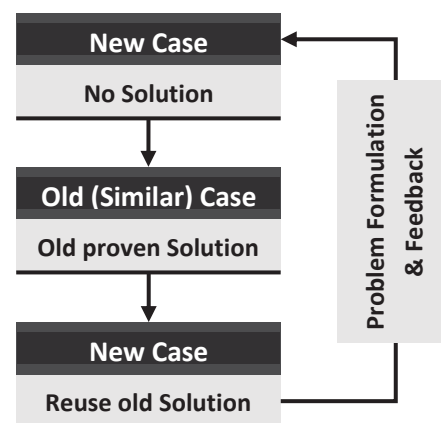 New Case
No Solution
Old (Similar) Case
Old proven Solution
New Case
Reuse old Solution
Problem Formulation
& Feedback